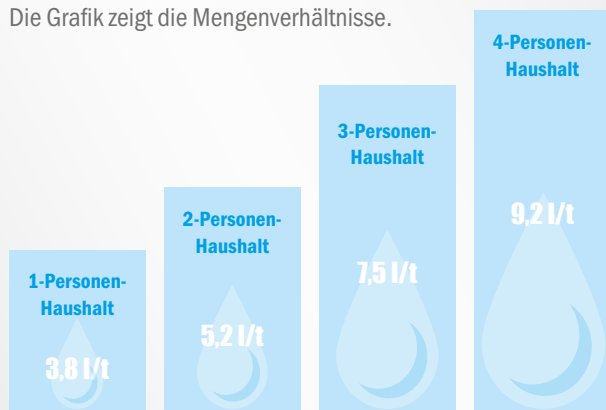 Die Grafik zeigt die Mengenverhältnisse.
1-Personen-
Haushalt
3,8 l/t
2-Personen-
Haushalt
5,2 l/t
3-Personen-
Haushalt
7,5 l/t
4-Personen-
Haushalt
9,2 l/t